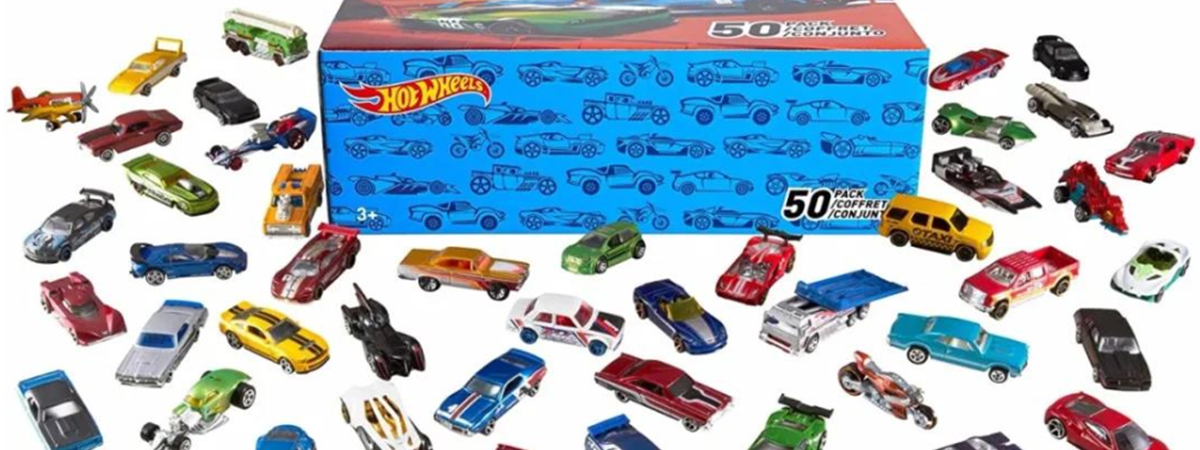 50 PACK
/COFFRET
/CONJUNTO
HOT WHEELS
3+
50 PACK
/COFFRET
/CONJUNT
TAXI